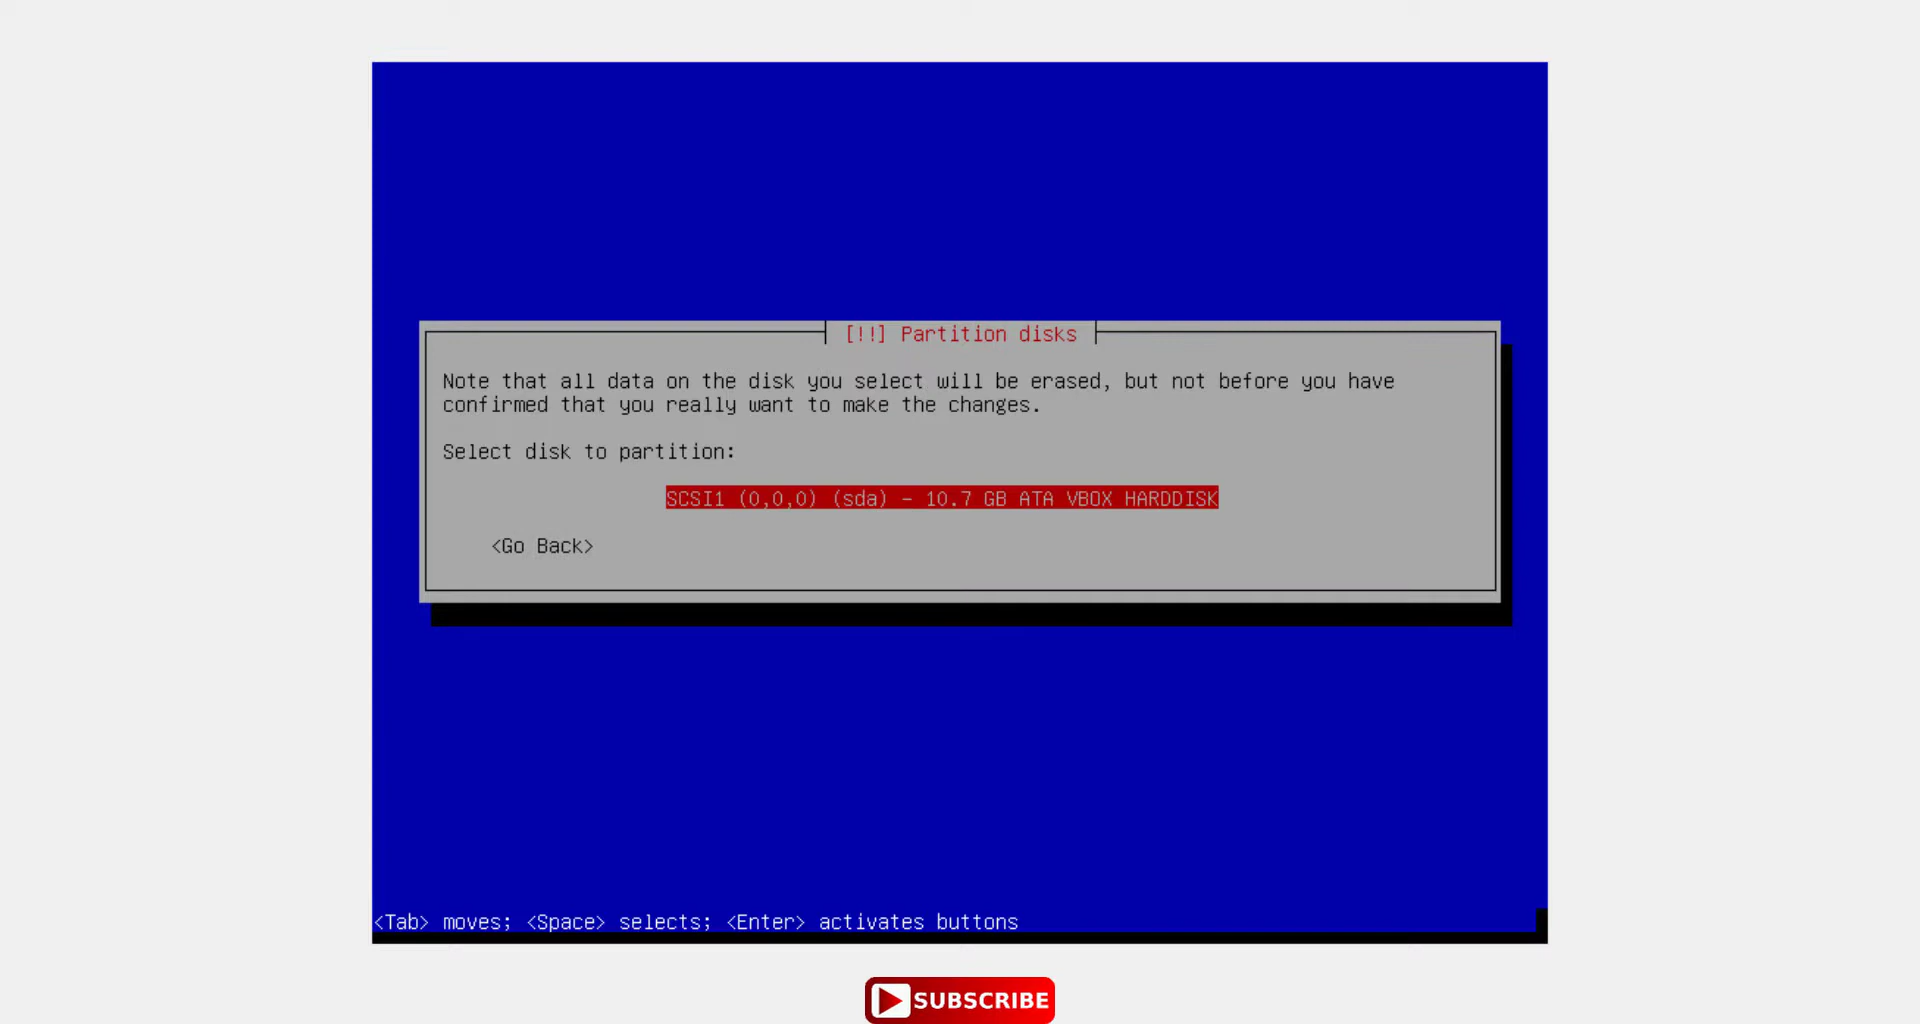 [!!] Partition disks
Note that all data on the disk you select will be erased, but not before you have
confirmed that you really want to make the changes.
Select disk to partition:
SCSI1 (0,0,0) (sda) - 10.7 GB ATA VBOX HARDDISK
<Go Back>
<Tab> moves; <Space> selects; <Enter> activates buttons
SUBSCRIBE